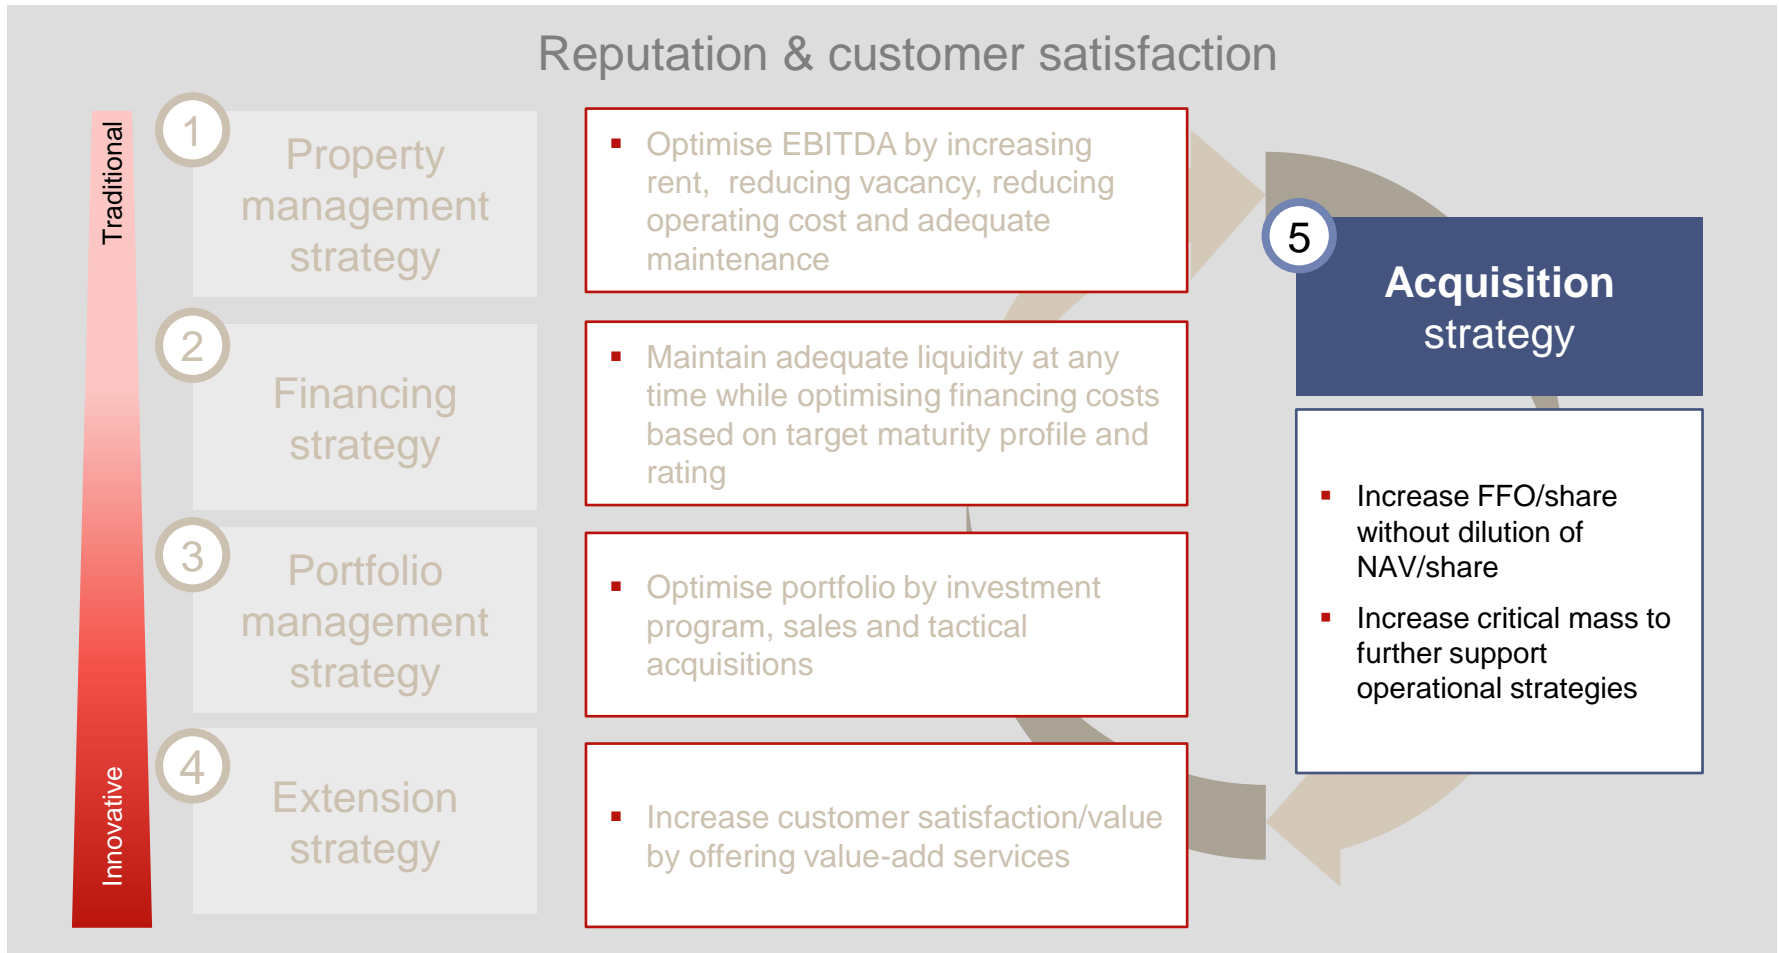 Reputation & customer satisfaction
Traditional
Innovative
1
Property
management
strategy
▪ Optimise EBITDA by increasing
rent, reducing vacancy, reducing
operating cost and adequate
maintenance
2
Financing
strategy
▪ Maintain adequate liquidity at any
time while optimising financing costs
based on target maturity profile and
rating
3
Portfolio
management
strategy
▪ Optimise portfolio by investment
program, sales and tactical
acquisitions
4
Extension
strategy
▪ Increase customer satisfaction/value
by offering value-add services
5
Acquisition
strategy
▪ Increase FFO/share
without dilution of
NAV/share
▪ Increase critical mass to
further support
operational strategies